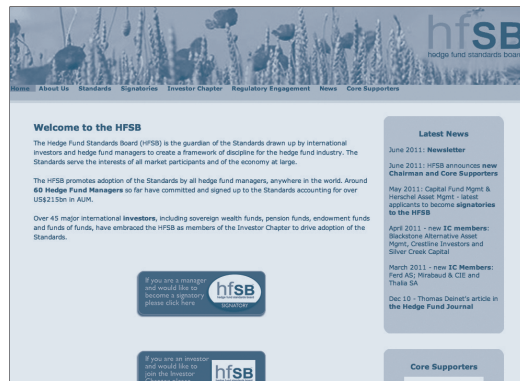 hfSB
hedge fund standards board
Home About Us Standards Signatories Investor Chapter Regulatory Engagement News Core Supporters
Welcome to the HFSB
The Hedge Fund Standards Board (HFSB) is the guardian of the Standards drawn up by international
investors and hedge fund managers to create a framework of discipline for the hedge fund industry. The
Standards serve the interests of all market participants and of the economy at large.
The HFSB promotes adoption of the Standards by all hedge fund managers, anywhere in the world. Around
60 Hedge Fund Managers so far have committed and signed up to the Standards accounting for over
US$215bn in AUM.
Over 45 major international investors, including sovereign wealth funds, pension funds, endowment funds
and funds of funds, have embraced the HFSB as members of the Investor Chapter to drive adoption of the
Standards.
If you are a manager
and would like to
become a signatory
please click here
hfSB
hedge fund standards board
SIGNATORY
If you are an investor
and would like to
join the Investor
Chapter please
hfSB
Latest News
June 2011: Newsletter
June 2011: HFSB announces new
Chairman and Core Supporters
May 2011: Capital Fund Mgmt &
Herschel Asset Mgmt - latest
applicants to become signatories
to the HFSB
April 2011 - new IC members:
Blackstone Alternative Asset
Mgmt, Crestline Investors and
Silver Creek Capital
March 2011 - new IC Members:
Ferd AS; Mirabaud & CIE and
Thalia SA
Dec 10 - Thomas Deinet's article in
the Hedge Fund Journal
Core Supporters